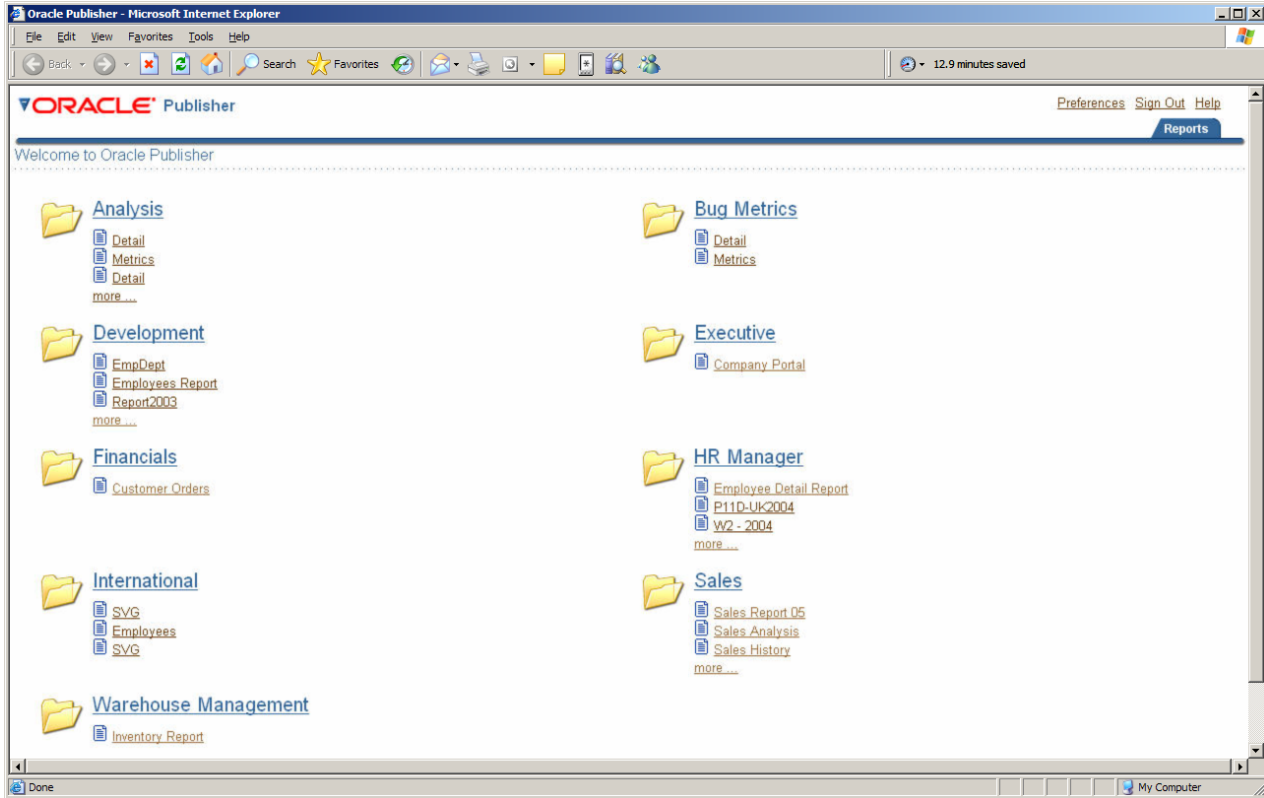 Oracle Publisher - Microsoft Internet Explorer
File Edit View Favorites Tools Help
Back Search Favorites 12.9 minutes saved
ORACLE Publisher
Preferences Sign Out Help
Reports
Welcome to Oracle Publisher
Analysis
Detail
Metrics
Detail
more ...
Bug Metrics
Detail
Metrics
Development
EmpDept
Employees Report
Report2003
more ...
Executive
Company Portal
Financials
Customer Orders
HR Manager
Employee Detail Report
P11D-UK2004
W2 - 2004
more ...
International
SVG
Employees
SVG
Sales
Sales Report 05
Sales Analysis
Sales History
more ...
Warehouse Management
Inventory Report
Done My Computer